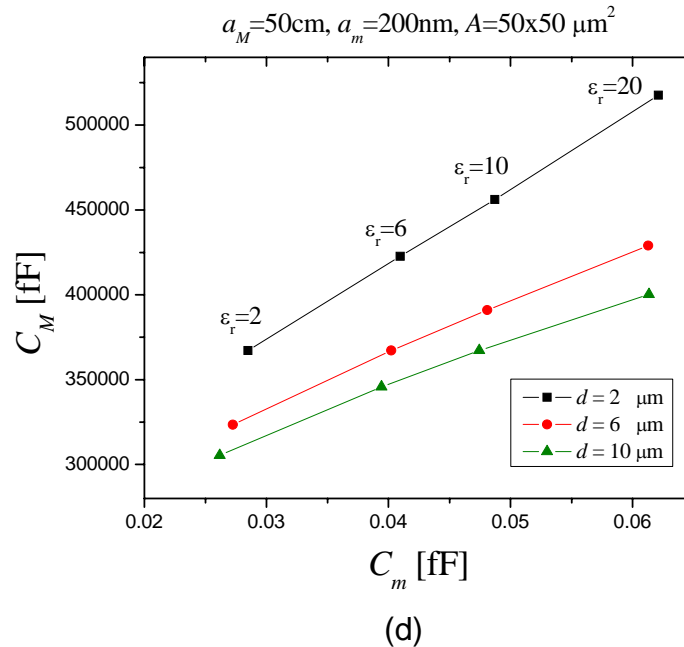 a_M=50cm, a_m=200nm, A=50x50 μm²
ε_r=20
500000
ε_r=10
450000
ε_r=6
400000
ε_r=2
350000
300000
C_M [fF]
d = 2 μm
d = 6 μm
d = 10 μm
0.02 0.03 0.04 0.05 0.06
C_m [fF]
(d)